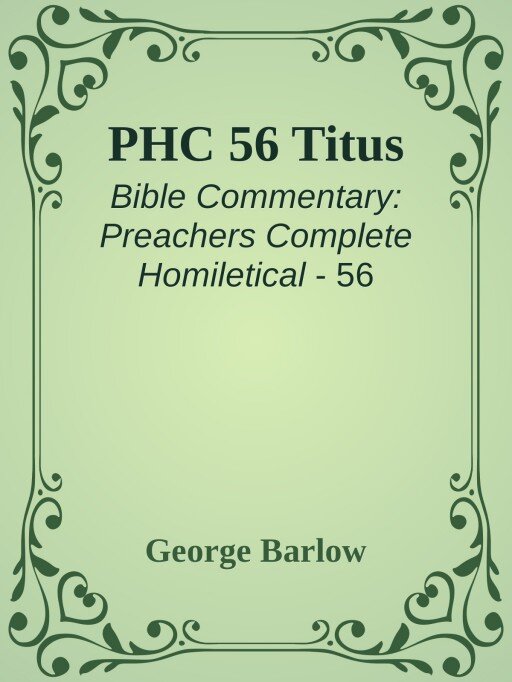 PHC 56 Titus
Bible Commentary:
Preachers Complete
Homiletical - 56
George Barlow